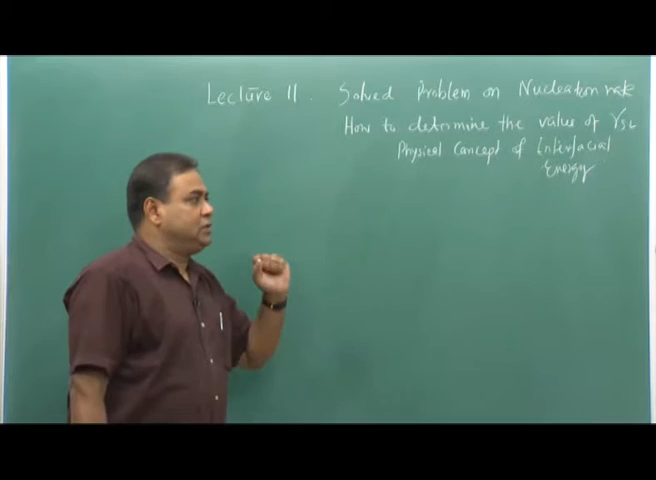 Lecture 11. Solved Problem on Nucleation rate
How to determine the value of γSL
Physical Concept of Interfacial
Energy